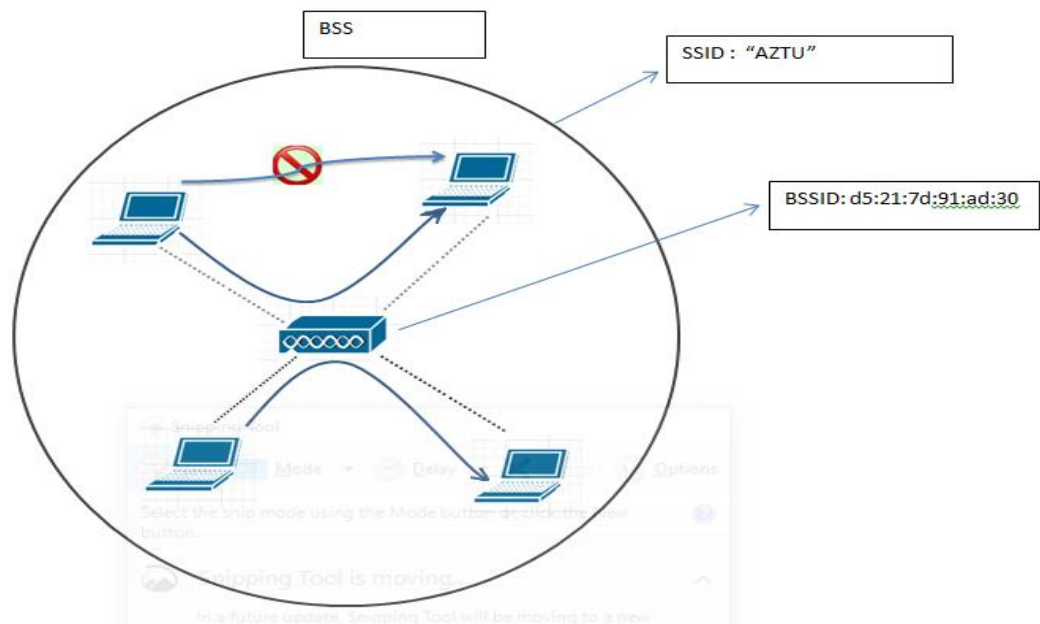 BSS
SSID : “AZTU”
BSSID: d5:21:7d:91:ad:30
Snipping Tool
Mode Delay Options
Select the snip mode using the Mode button or click the New
button.
Snipping Tool is moving...
In a future update, Snipping Tool will be moving to a new